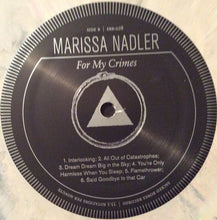 SIDE A
MARISSA NADLER
For My Crimes
1. Interlocking; 2. All Out of Catastrophes;
3. Dream Dream Big in the Sky; 4. You're Only
Harmless When You Sleep; 5. Flamethrower;
6. Said Goodbye to that Car